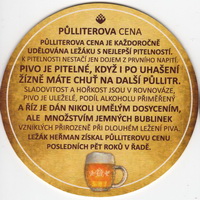 PŮLLITEROVA CENA
PŮLLITEROVA CENA JE KAŽDOROČNĚ
UDĚLOVÁNA LEŽÁKU S NEJLEPŠÍ PITELNOSTÍ.
K PITELNOSTI NESTAČÍ JEN DOJEM Z PRVNÍHO NAPITÍ.
PIVO JE PITELNÉ, KDYŽ I PO UHAŠENÍ
ŽÍZNĚ MÁTE CHUŤ NA DALŠÍ PŮLLITR.
SLADOVITOST A HOŘKOST JSOU V ROVNOVÁZE,
PIVO JE ULEŽELÉ, PODÍL ALKOHOLU PŘIMĚŘENÝ
A ŘÍZ JE DÁN NIKOLI UMĚLÝM DOSYCENÍM,
ALE MNOŽSTVÍM JEMNÝCH BUBLINEK
VZNIKLÝCH PŘIROZENĚ PŘI DLOUHÉM LEŽENÍ PIVA.
LEŽÁK HEŘMAN ZÍSKAL PŮLLITEROVU CENU
POSLEDNÍCH PĚT ROKŮ V ŘADĚ.